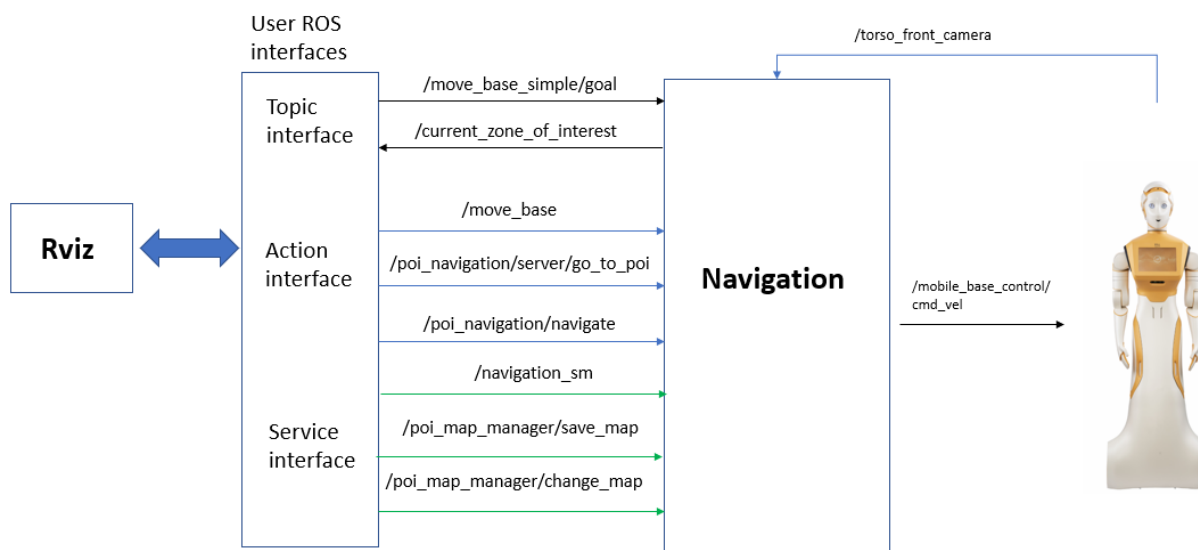 User ROS
interfaces
/torso_front_camera
Topic
interface
/move_base_simple/goal
/current_zone_of_interest
Rviz
Action
interface
/move_base
/poi_navigation/server/go_to_poi
/poi_navigation/navigate
Navigation
/mobile_base_control/
cmd_vel
Service
interface
/navigation_sm
/poi_map_manager/save_map
/poi_map_manager/change_map